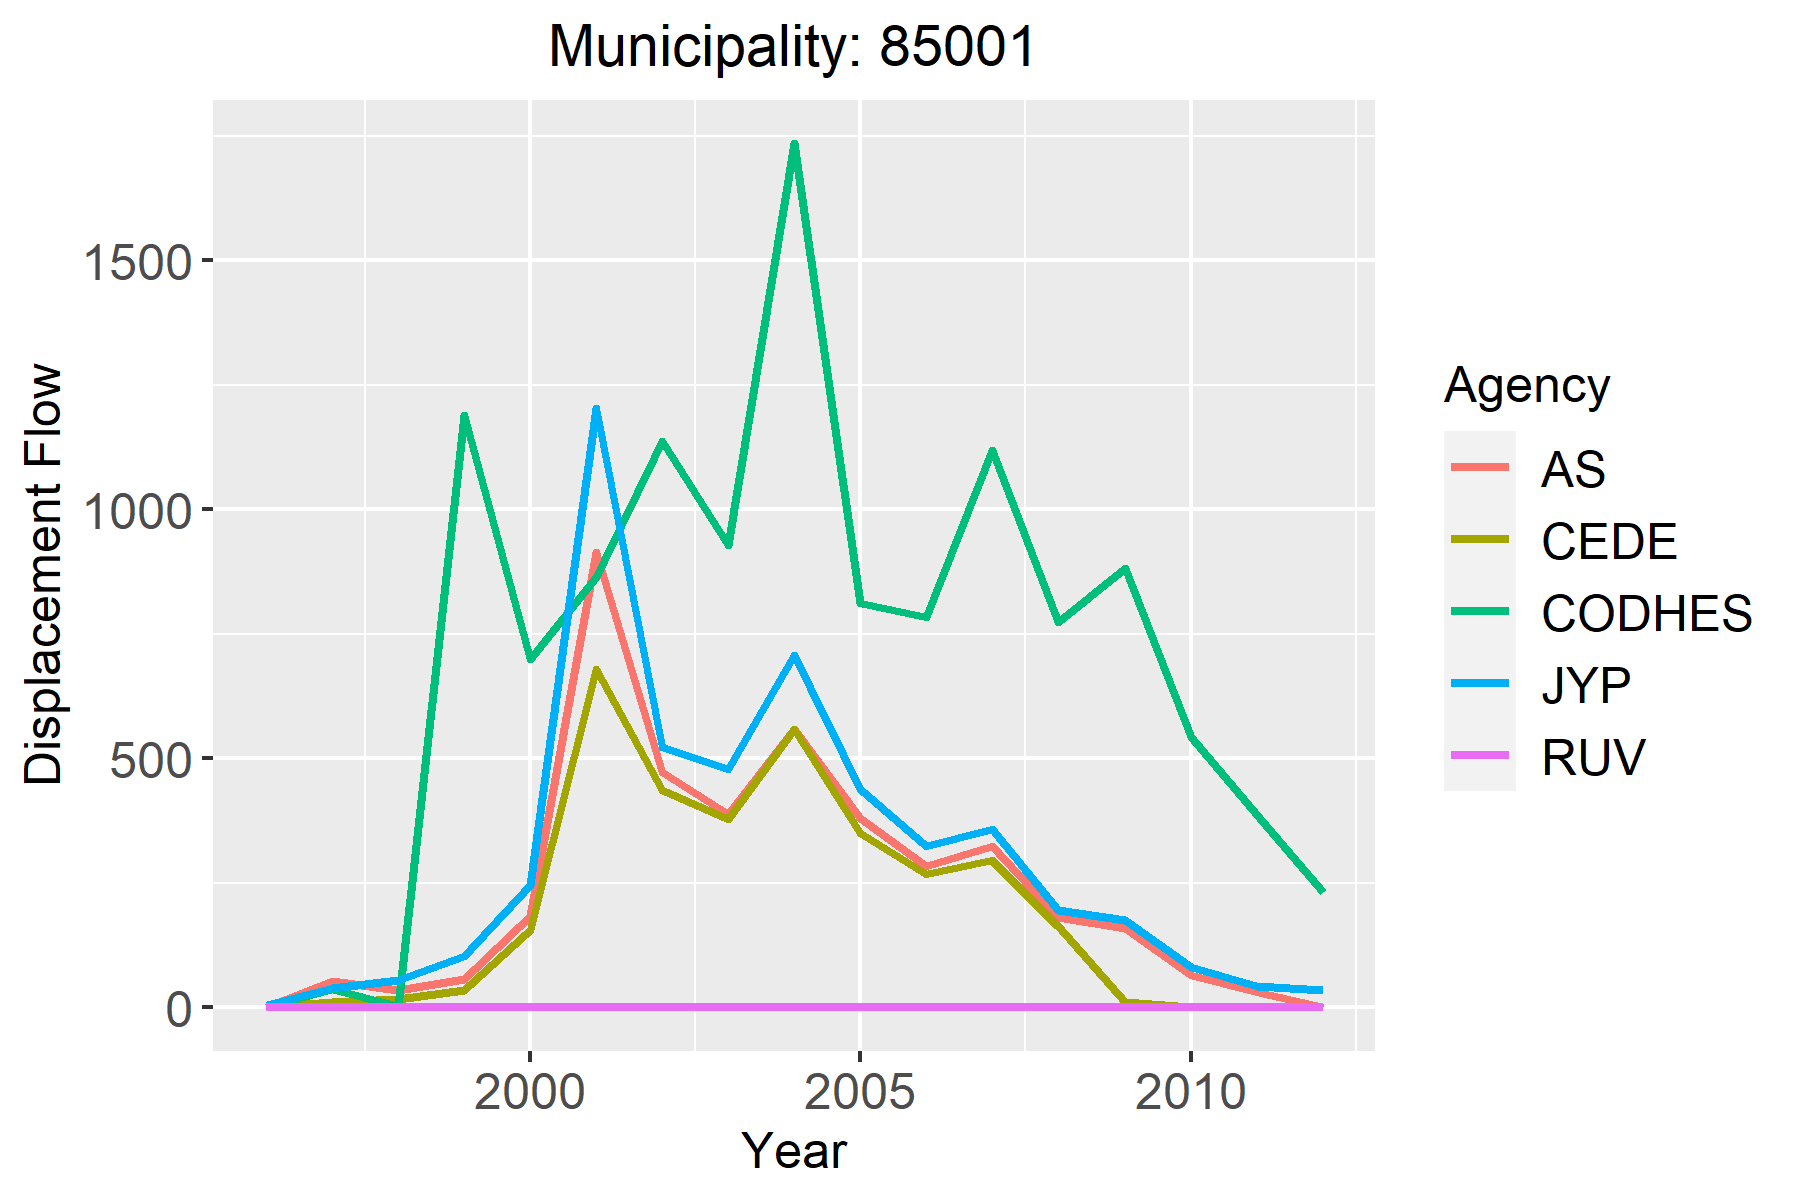 Municipality: 85001
Displacement Flow
1500
1000
500
0
2000 2005 2010
Year
Agency
AS
CEDE
CODHES
JYP
RUV